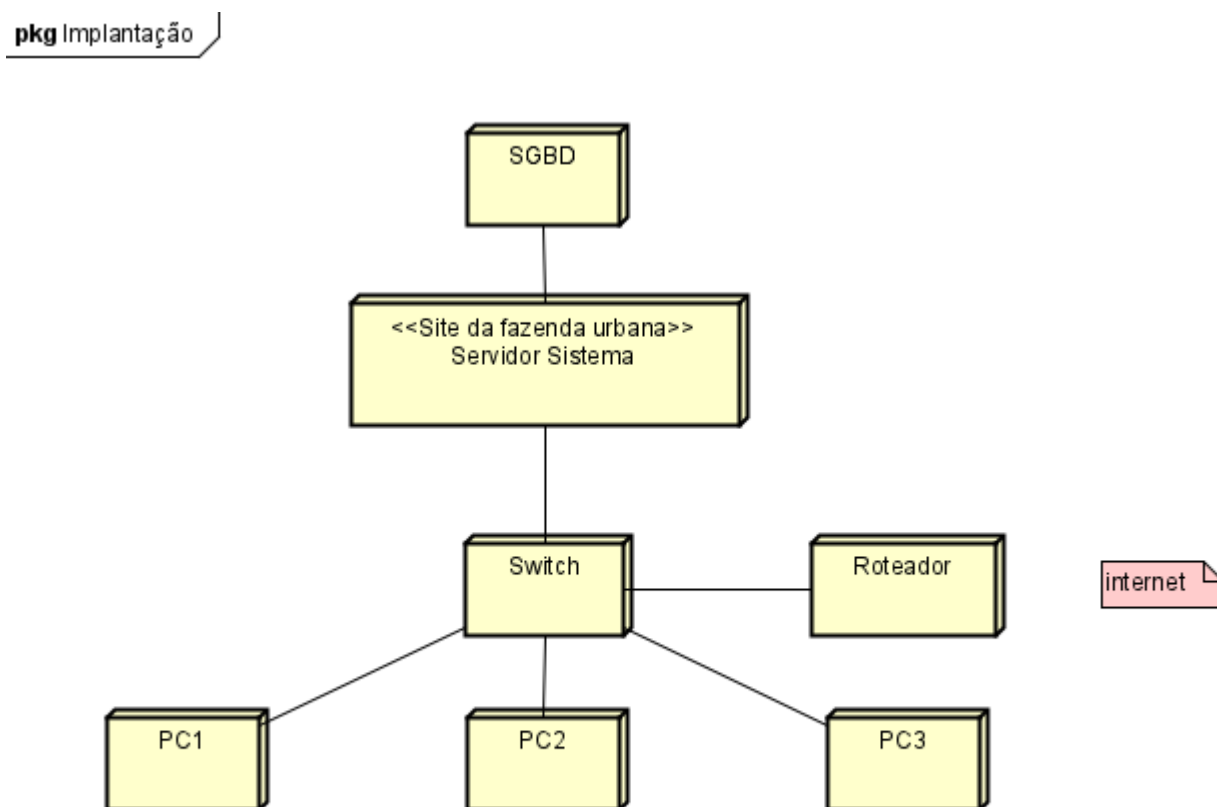 pkg Implantação
SGBD
<<Site da fazenda urbana>>
Servidor Sistema
Switch
Roteador
internet
PC1
PC2
PC3